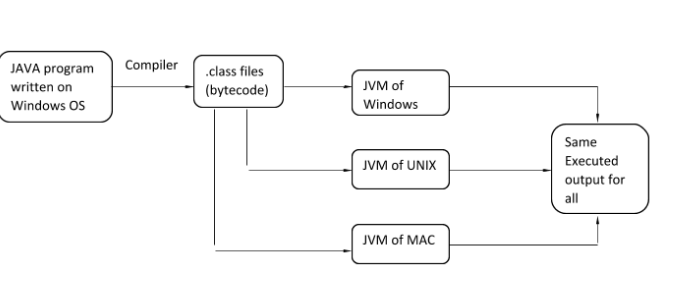 JAVA program
written on
Windows OS
Compiler
.class files
(bytecode)
JVM of
Windows
JVM of UNIX
JVM of MAC
Same
Executed
output for
all